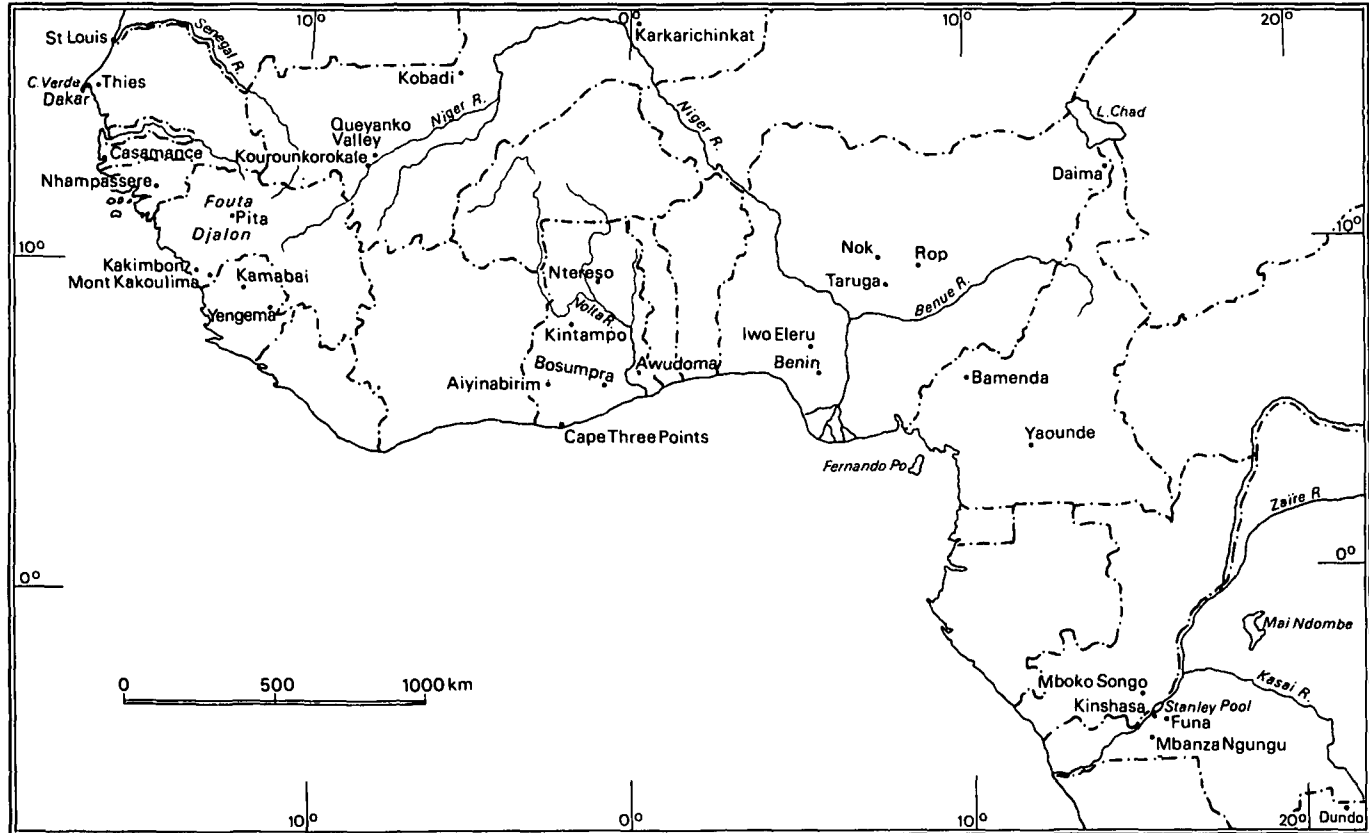 10°
0°
10°
20°
St Louis
Senegal R.
Karkarichinkat
C. Verde
Thies
Dakar
Kobadi
Niger R.
Niger R.
L. Chad
Queyanko
Valley
Casamance
Kourounkorokale
Daima
Nhampassere
Fouta
Pita
Djalon
10°
10°
Nok
Rop
Kakimbon
Mont Kakoulima
Kamabai
Ntereso
Taruga
Benue R.
Yengema
Volta R.
Kintampo
Iwo Eleru
Bosumpra
Awudoma
Benin
Aiyinabirim
Bamenda
Cape Three Points
Yaounde
Fernando Po
Zaïre R
0°
0°
Mai Ndombe
0 500 1000 km
Mboko Songo
Kasai R.
Kinshasa
Stanley Pool
Funa
Mbanza Ngungu
10°
0°
10°
20°
Dundo